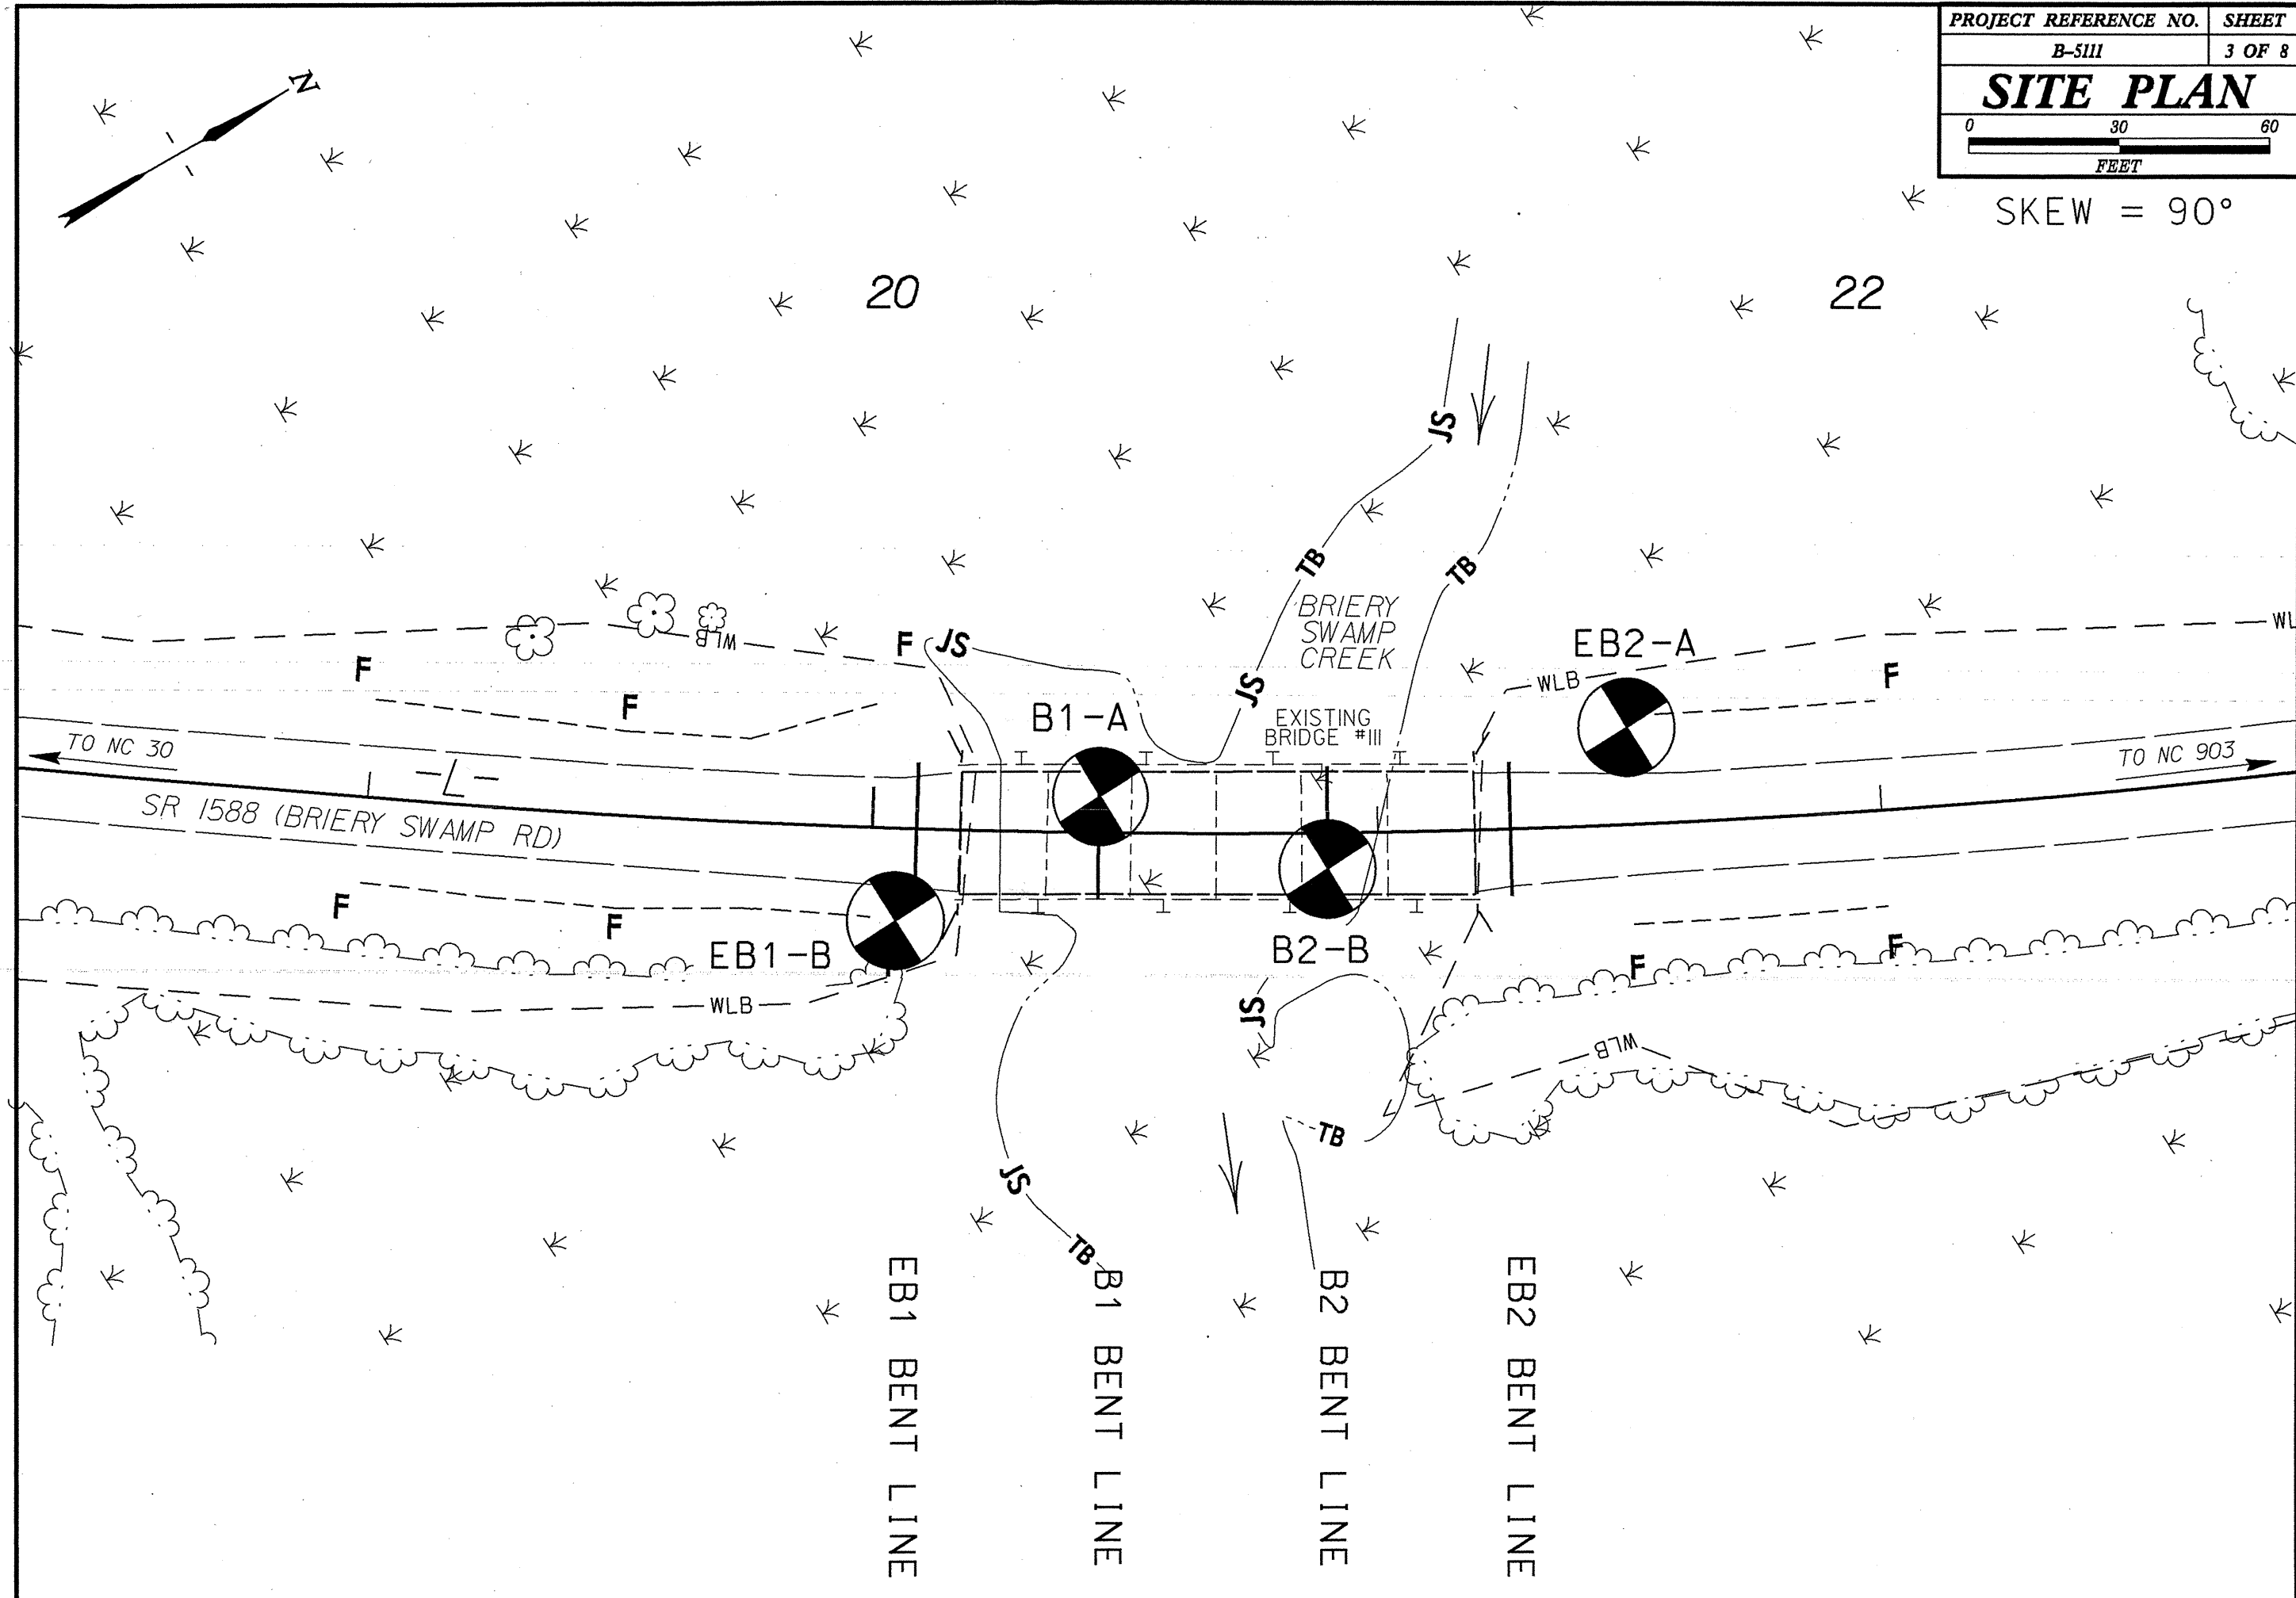 PROJECT REFERENCE NO. SHEET
B-5111 3 OF 8
SITE PLAN
0 30 60
FEET
SKEW = 90°
N
20 22
JS
TB TB
BRIERY
SWAMP
CREEK
WLB
F JS
EB2-A
WL
F
JS
WLB
F
F
B1-A
EXISTING
BRIDGE #111
TO NC 30
-L-
TO NC 903
SR 1588 (BRIERY SWAMP RD)
F
F
EB1-B
B2-B
F
F
WLB
JS
WLB
TB
JS
TB
EB1 BENT LINE
B1 BENT LINE
B2 BENT LINE
EB2 BENT LINE